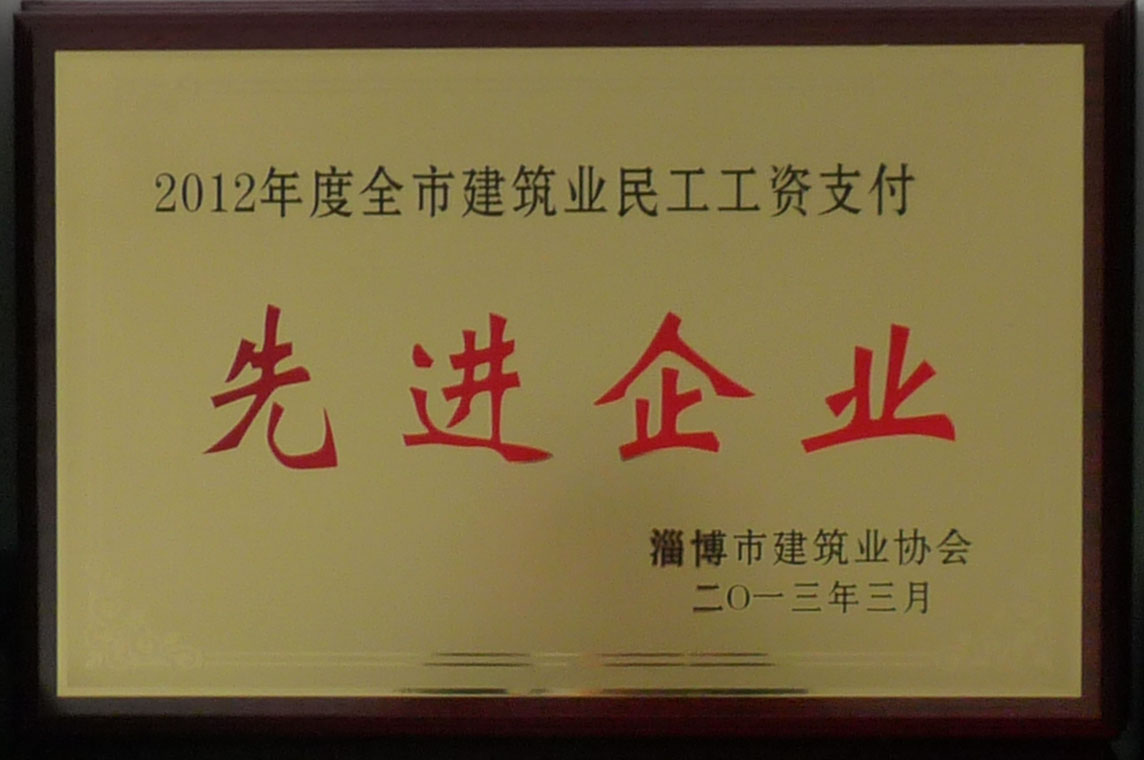 2012年度全市建筑业民工工资支付
先进企业
淄博市建筑业协会
二〇一三年三月